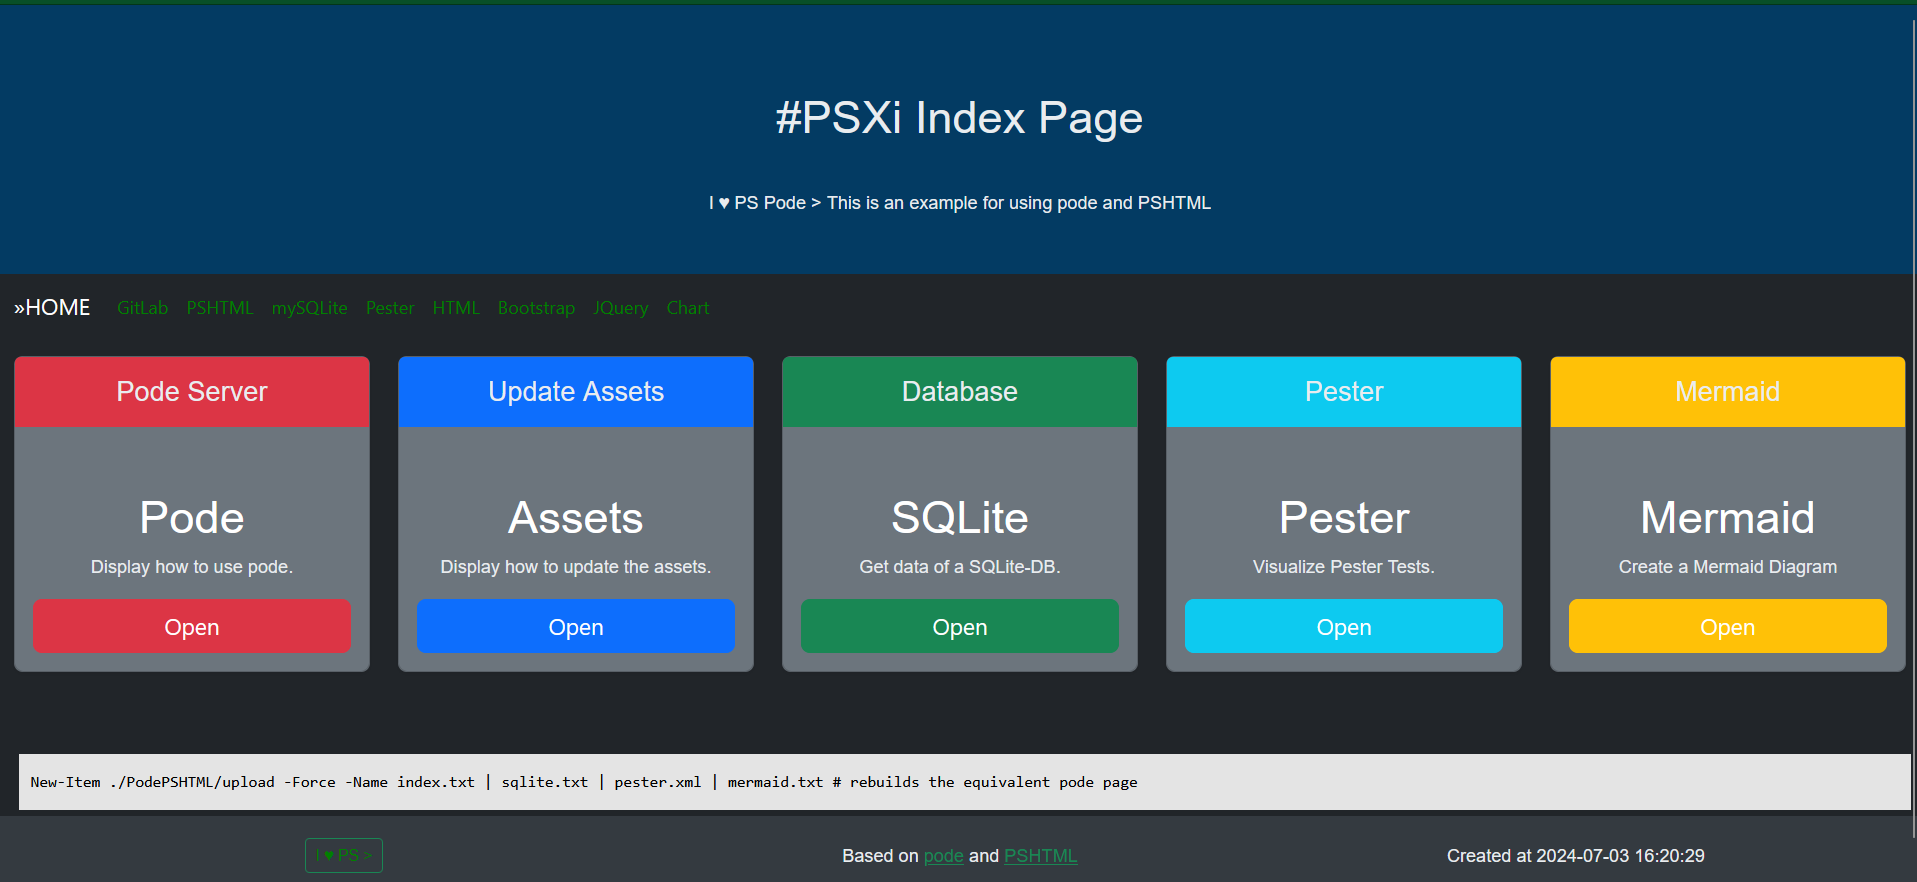 #PSXi Index Page
I ♥ PS Pode > This is an example for using pode and PSHTML
»HOME GitLab PSHTML mySQLite Pester HTML Bootstrap JQuery Chart
Pode Server
Pode
Display how to use pode.
Open
Update Assets
Assets
Display how to update the assets.
Open
Database
SQLite
Get data of a SQLite-DB.
Open
Pester
Pester
Visualize Pester Tests.
Open
Mermaid
Mermaid
Create a Mermaid Diagram
Open
New-Item ./PodePSHTML/upload -Force -Name index.txt | sqlite.txt | pester.xml | mermaid.txt # rebuilds the equivalent pode page
I ♥ PS >
Based on pode and PSHTML
Created at 2024-07-03 16:20:29